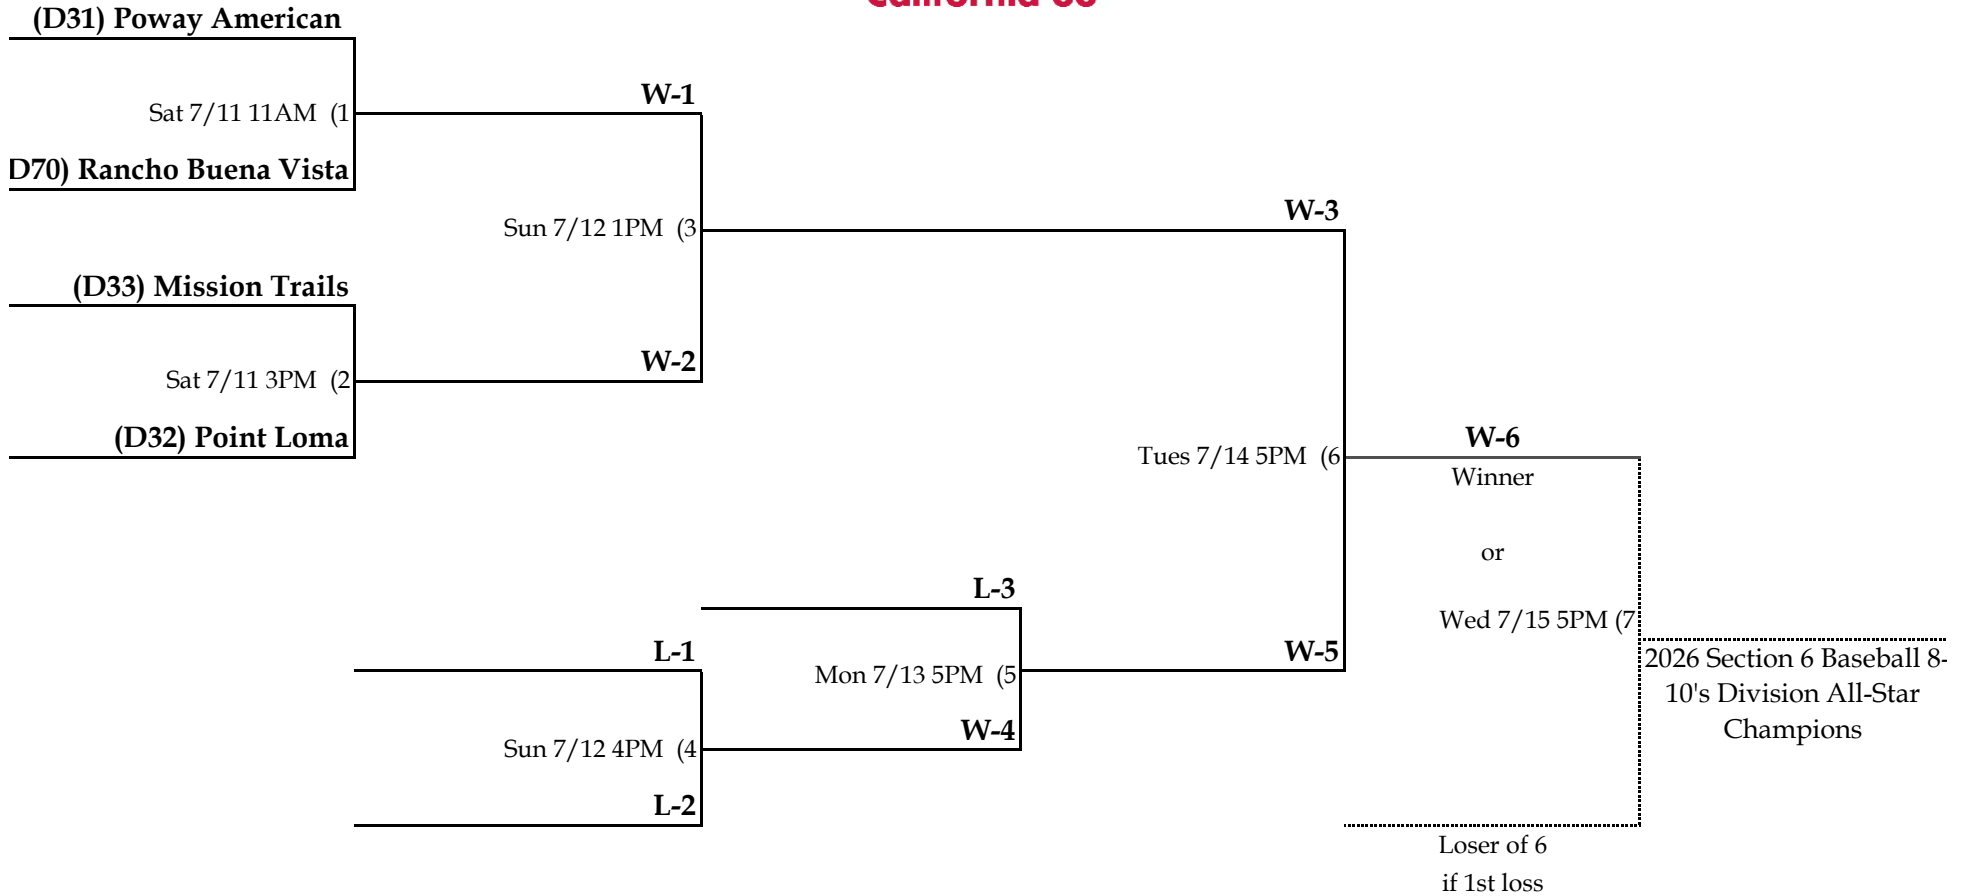 (D31) Poway American
W-1
Sat 7/11 11AM (1
D70) Rancho Buena Vista
W-3
Sun 7/12 1PM (3
(D33) Mission Trails
W-2
Sat 7/11 3PM (2
(D32) Point Loma
W-6
Tues 7/14 5PM (6
Winner
or
L-3
Wed 7/15 5PM (7
L-1
W-5
Mon 7/13 5PM (5
2026 Section 6 Baseball 8-
10's Division All-Star
Champions
W-4
Sun 7/12 4PM (4
L-2
Loser of 6
if 1st loss